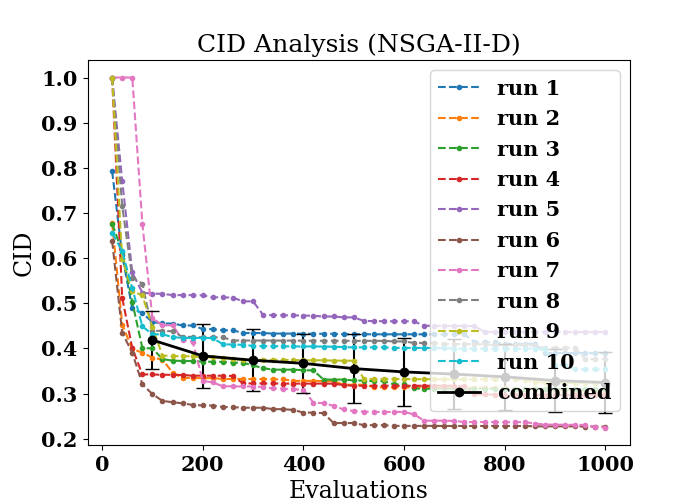 CID Analysis (NSGA-II-D)
CID
1.0
0.9
0.8
0.7
0.6
0.5
0.4
0.3
0.2
0
200
400
600
800
1000
Evaluations
run 1
run 2
run 3
run 4
run 5
run 6
run 7
run 8
run 9
run 10
combined